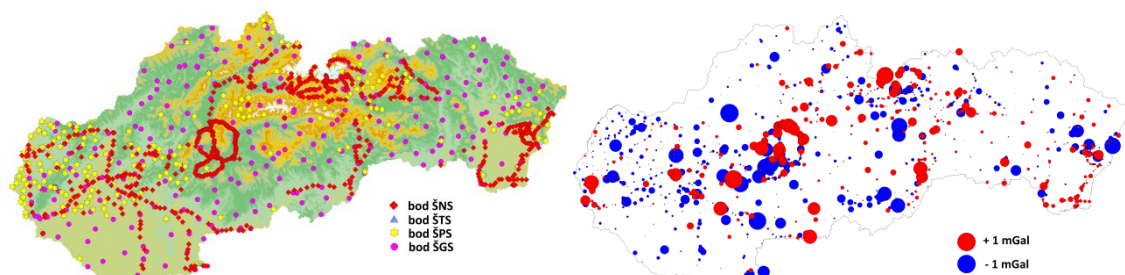 bod ŠNS
bod ŠTS
bod ŠPS
bod ŠGS
+ 1 mGal
- 1 mGal